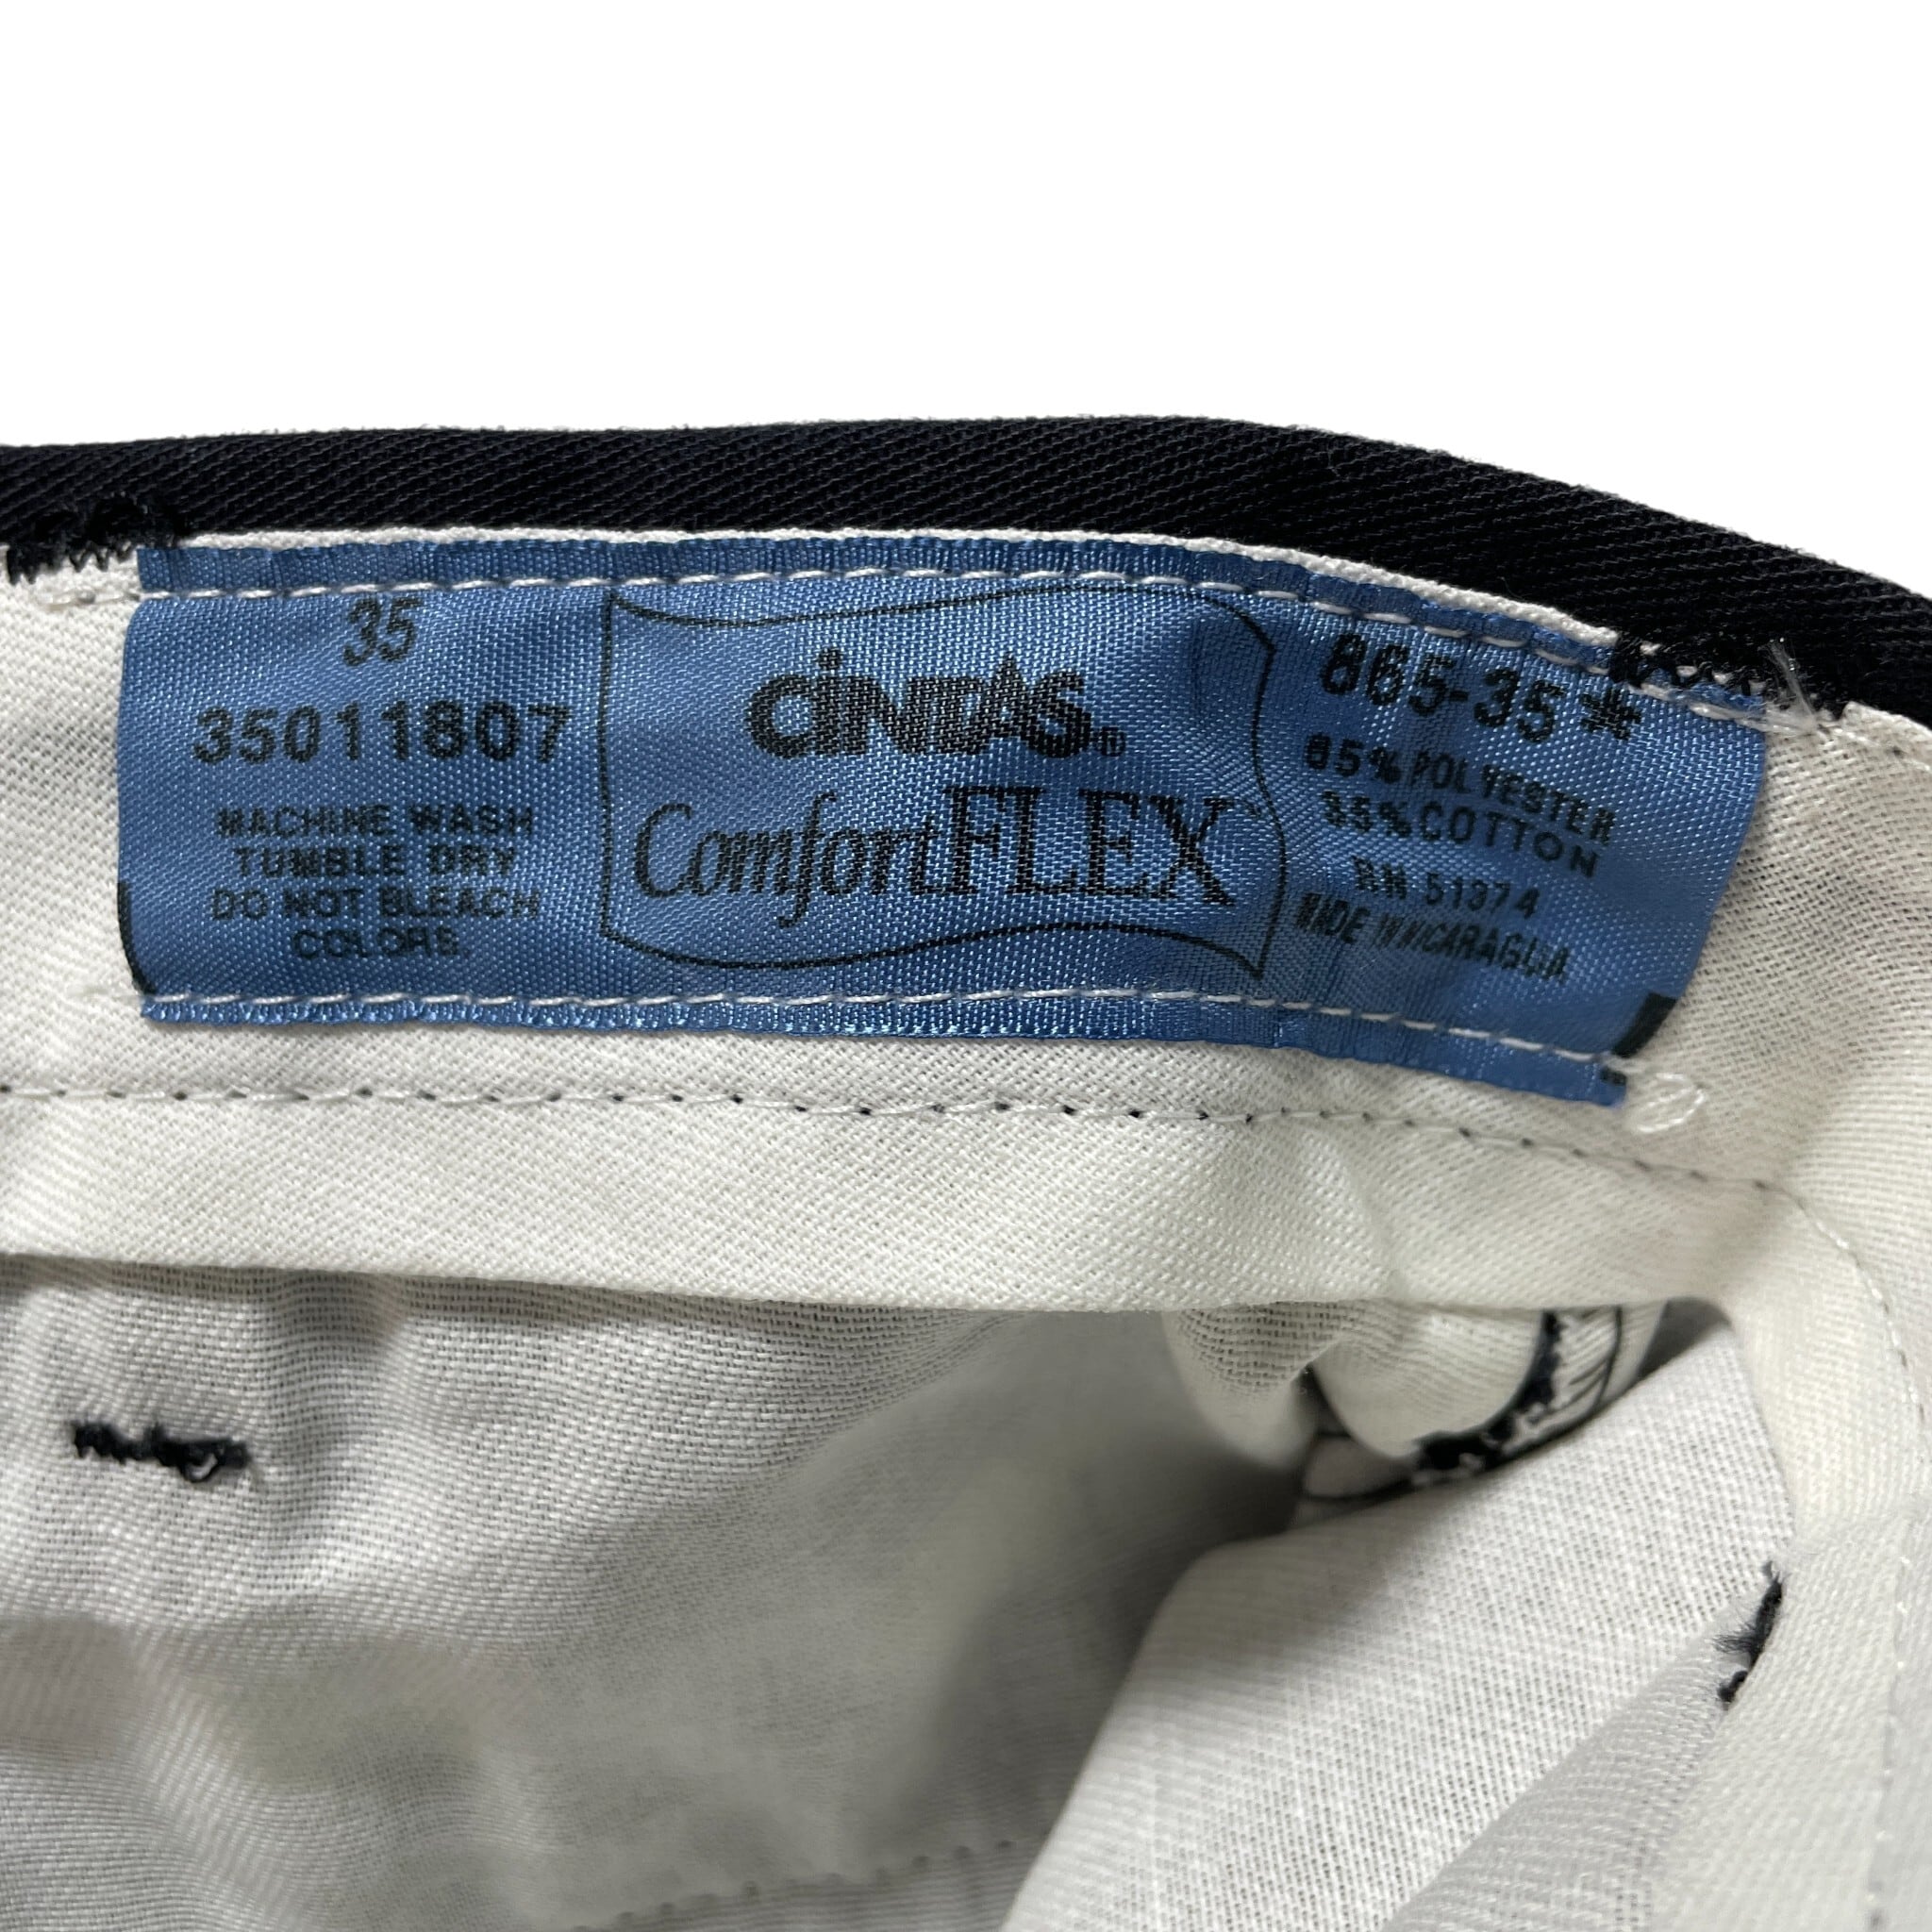 35
35011807
MACHINE WASH
TUMBLE DRY
DO NOT BLEACH
COLORS.
CINTAS®
ComfortFLEX™
865-35*
65% POLYESTER
35% COTTON
RN 51374
MADE IN NICARAGUA